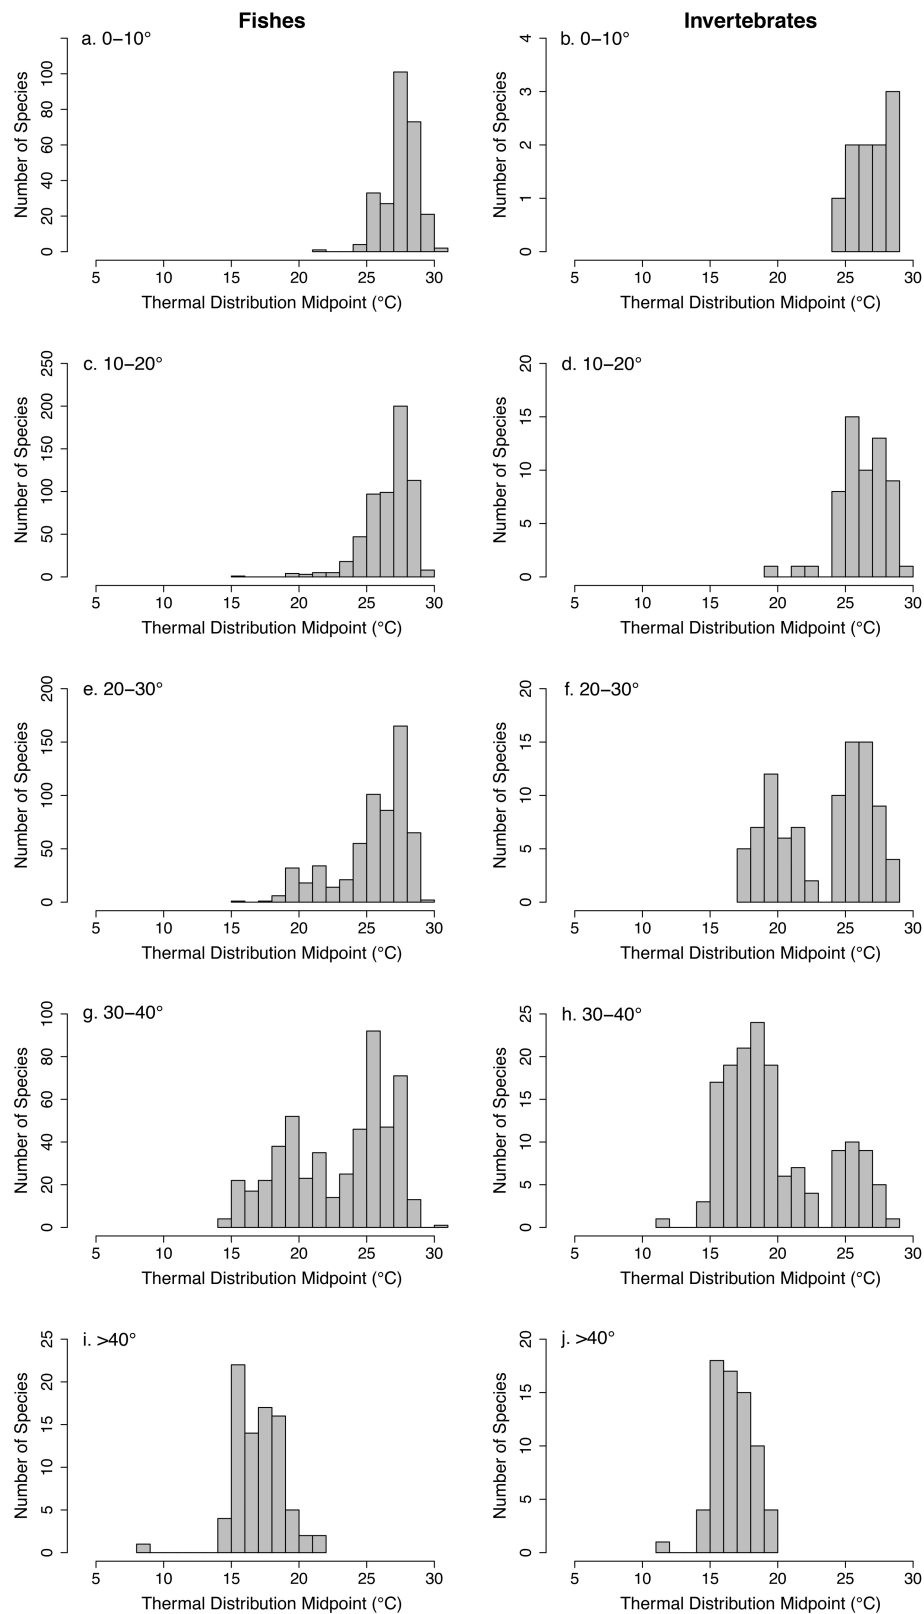 Fishes Invertebrates
a. 0–10° b. 0–10°
Number of Species Number of Species
0 20 40 60 80 100 0 1 2 3 4
5 10 15 20 25 30 5 10 15 20 25 30
Thermal Distribution Midpoint (°C) Thermal Distribution Midpoint (°C)
c. 10–20° d. 10–20°
Number of Species Number of Species
0 50 100 150 200 250 0 5 10 15 20
5 10 15 20 25 30 5 10 15 20 25 30
Thermal Distribution Midpoint (°C) Thermal Distribution Midpoint (°C)
e. 20–30° f. 20–30°
Number of Species Number of Species
0 50 100 150 200 0 5 10 15 20
5 10 15 20 25 30 5 10 15 20 25 30
Thermal Distribution Midpoint (°C) Thermal Distribution Midpoint (°C)
g. 30–40° h. 30–40°
Number of Species Number of Species
0 20 40 60 80 100 0 5 10 15 20 25
5 10 15 20 25 30 5 10 15 20 25 30
Thermal Distribution Midpoint (°C) Thermal Distribution Midpoint (°C)
i. >40° j. >40°
Number of Species Number of Species
0 5 10 15 20 25 0 5 10 15 20
5 10 15 20 25 30 5 10 15 20 25 30
Thermal Distribution Midpoint (°C) Thermal Distribution Midpoint (°C)